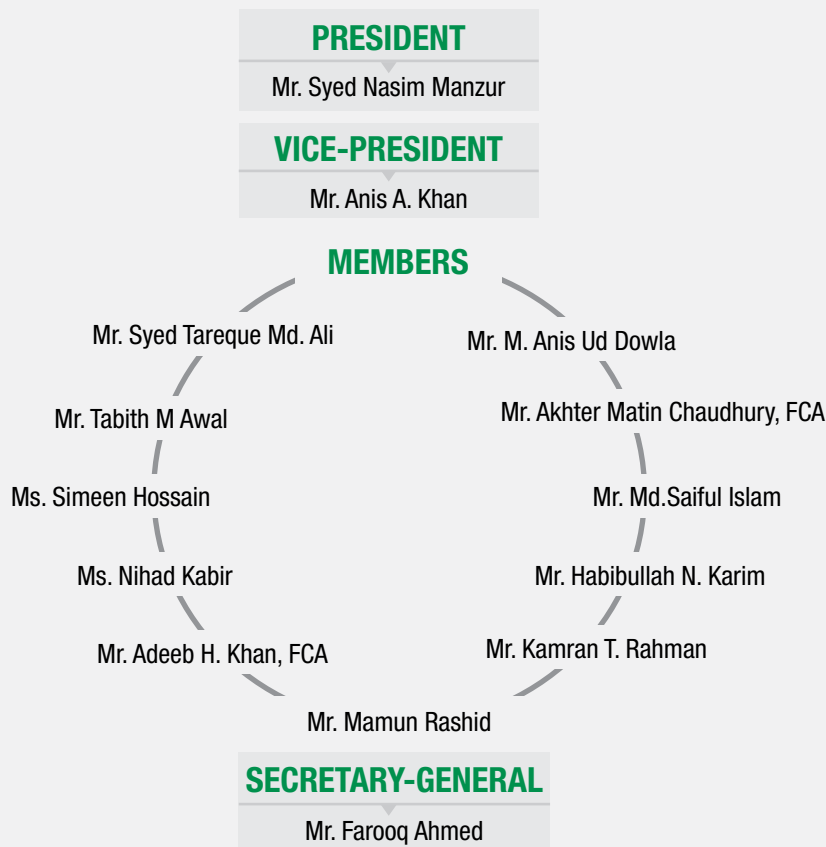 PRESIDENT
Mr. Syed Nasim Manzur
VICE-PRESIDENT
Mr. Anis A. Khan
MEMBERS
Mr. Syed Tareque Md. Ali
Mr. M. Anis Ud Dowla
Mr. Tabith M Awal
Mr. Akhter Matin Chaudhury, FCA
Ms. Simeen Hossain
Mr. Md.Saiful Islam
Ms. Nihad Kabir
Mr. Habibullah N. Karim
Mr. Adeeb H. Khan, FCA
Mr. Kamran T. Rahman
Mr. Mamun Rashid
SECRETARY-GENERAL
Mr. Farooq Ahmed